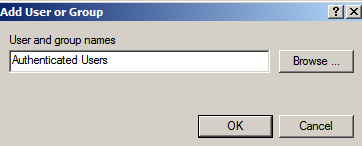 Add User or Group
User and group names
Authenticated Users
Browse ...
OK
Cancel